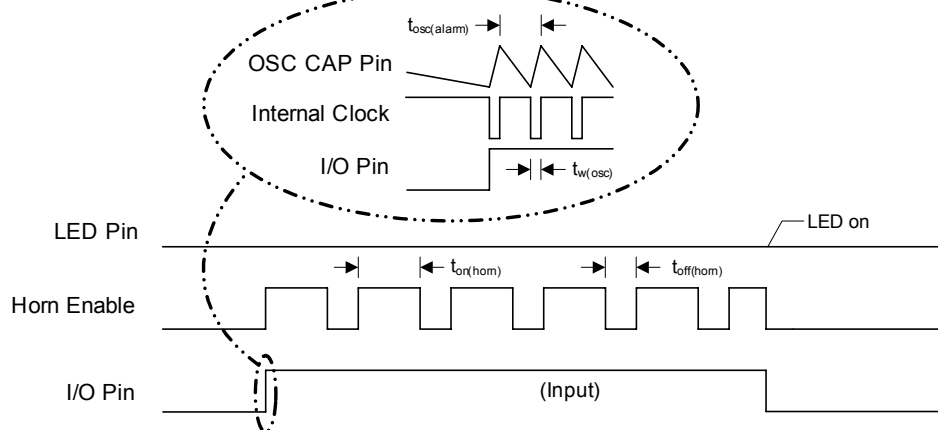 tosc(alarm)
OSC CAP Pin
Internal Clock
I/O Pin
tw(osc)
LED Pin
LED on
ton(horn)
toff(horn)
Horn Enable
I/O Pin
(Input)